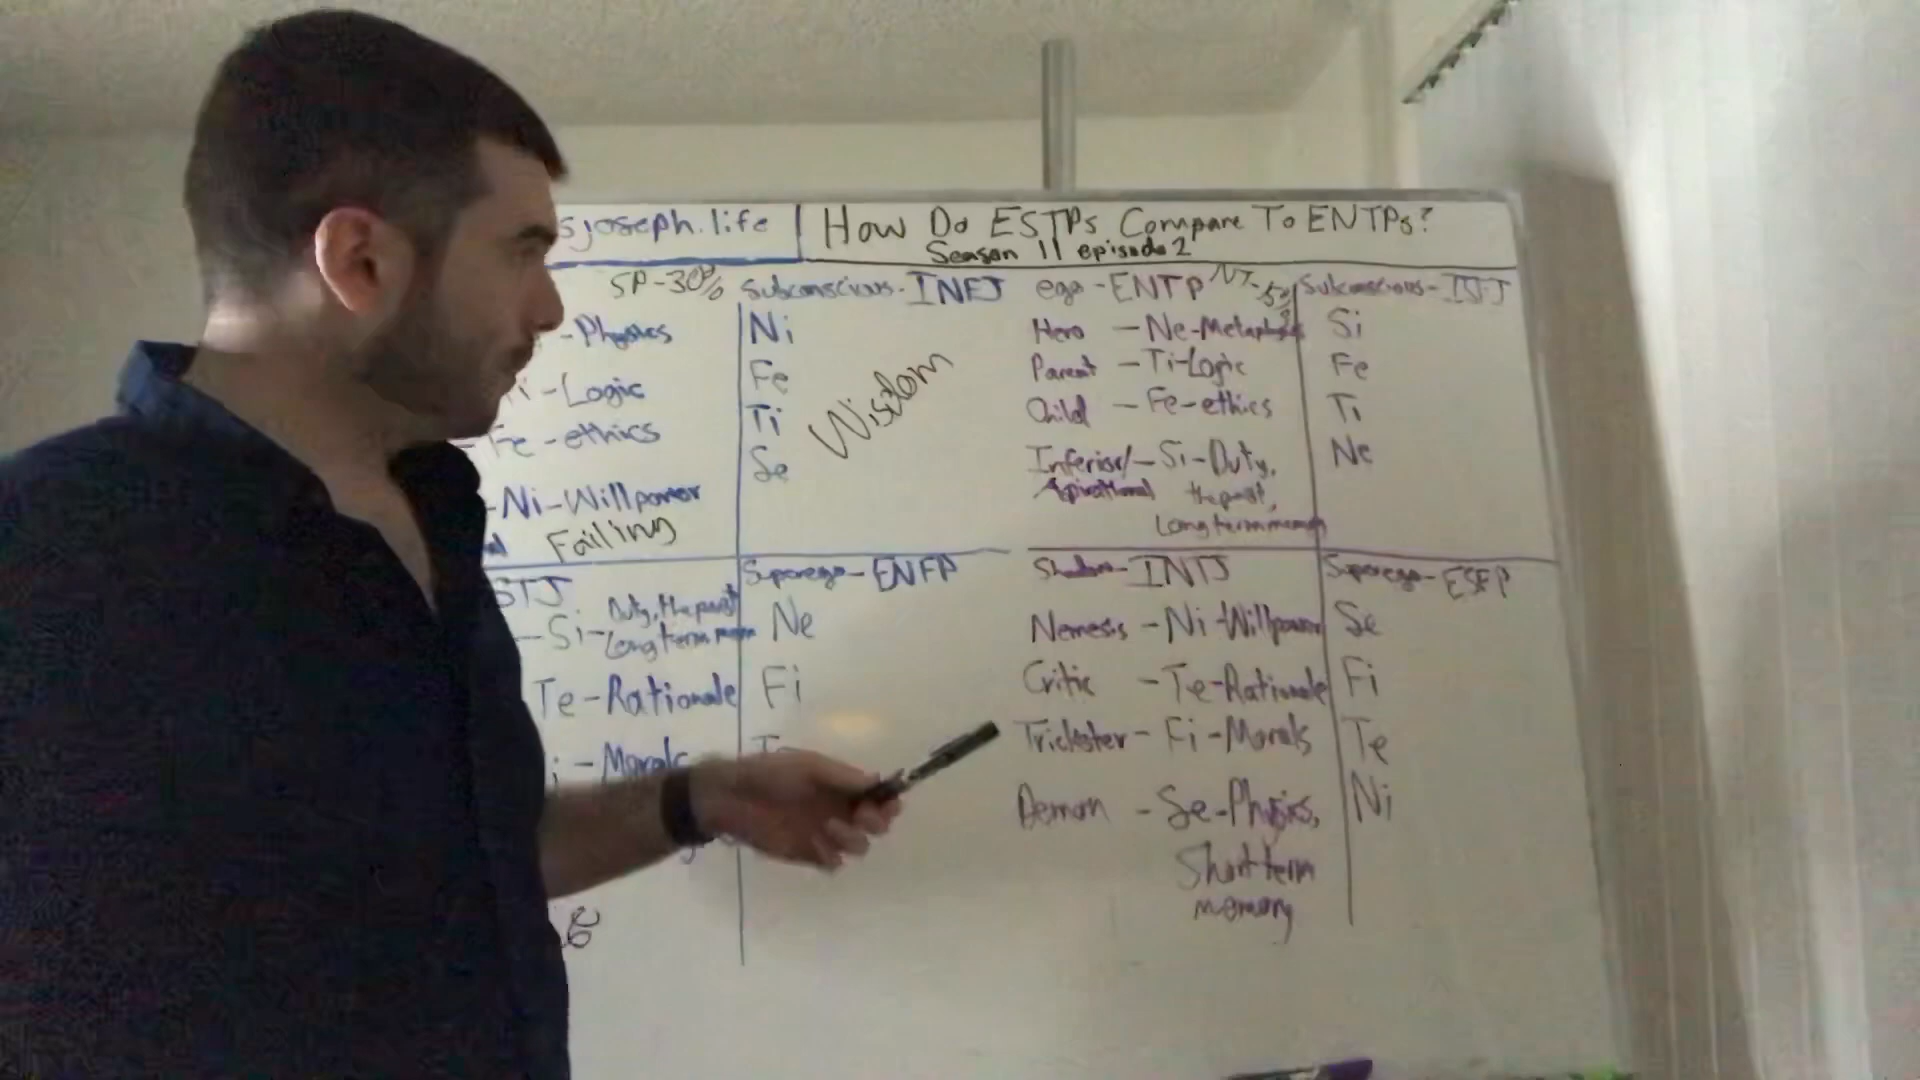 sjoseph.life
How Do ESTPs Compare To ENTPs?
Season 11 episode 2
SP-30%
Subconscious-INFJ
- Physics
Ni
i - Logic
Fe
Fe - ethics
Ti
-Ni-Willpower
Se
Failing
Wisdom
ego-ENTP
Subconscious-ISFJ
Hero - Ne-Metaphysics
Si
Parent - Ti-Logic
Fe
Child - Fe-ethics
Ti
Inferior/ - Si-Duty,
Ne
Aspirational the past,
Long term memory
STJ
Superego-ENFP
-Si- Duty, the past,
Long term mem
Ne
Te-Rationale
Fi
i - Morals
Shadow-INTJ
Superego-ESFP
Nemesis - Ni-Willpower
Se
Critic - Te-Rationale
Fi
Trickster - Fi-Morals
Te
Demon - Se-Physics,
Ni
Short term
memory